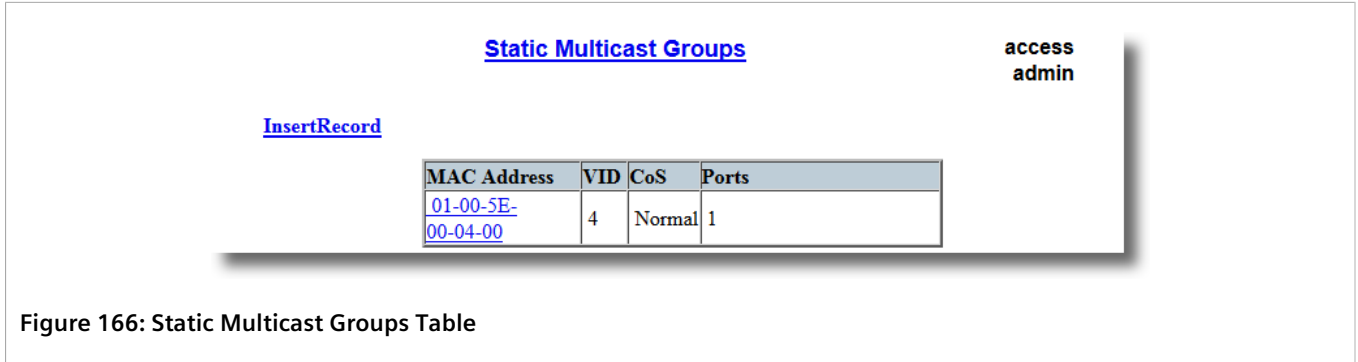 Static Multicast Groups
access
admin
InsertRecord
MAC Address VID CoS Ports
01-00-5E-
00-04-00 4 Normal 1
Figure 166: Static Multicast Groups Table